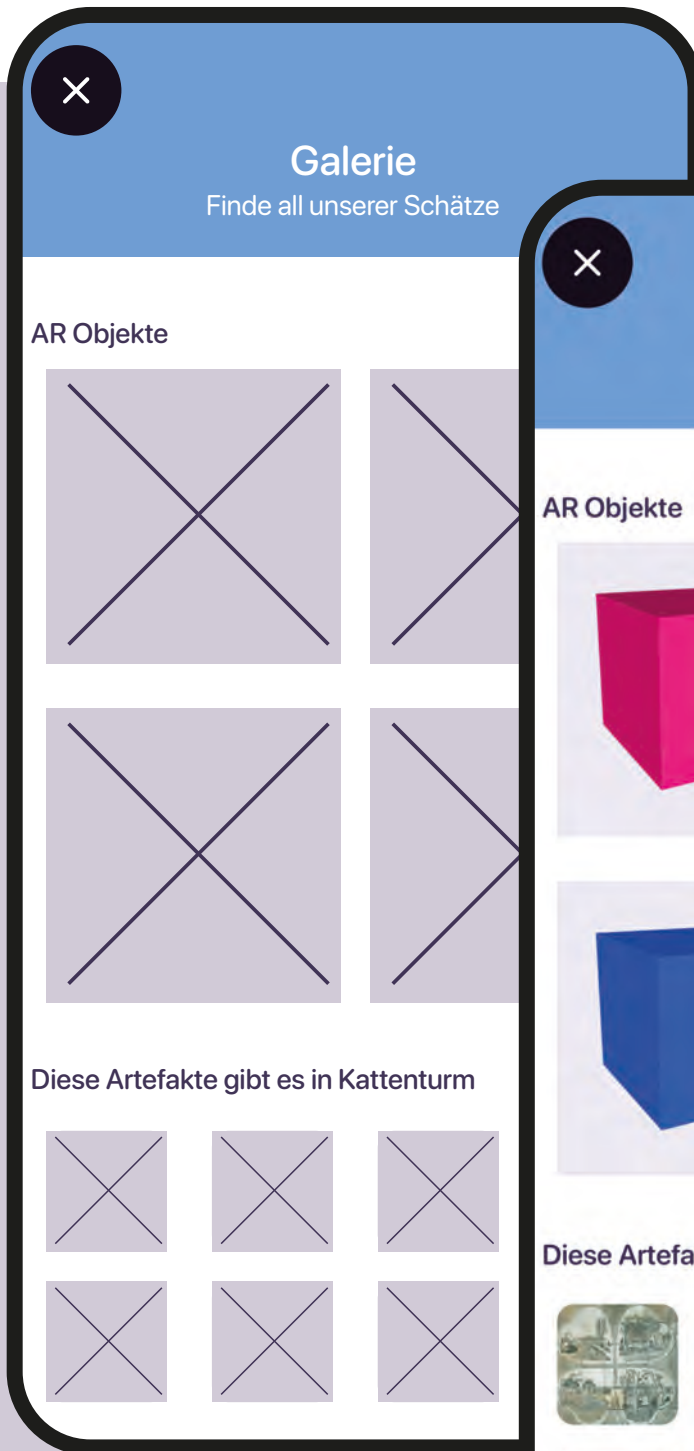 Galerie
Finde all unserer Schätze
AR Objekte
Diese Artefakte gibt es in Kattenturm
AR Objekte
Diese Artefa